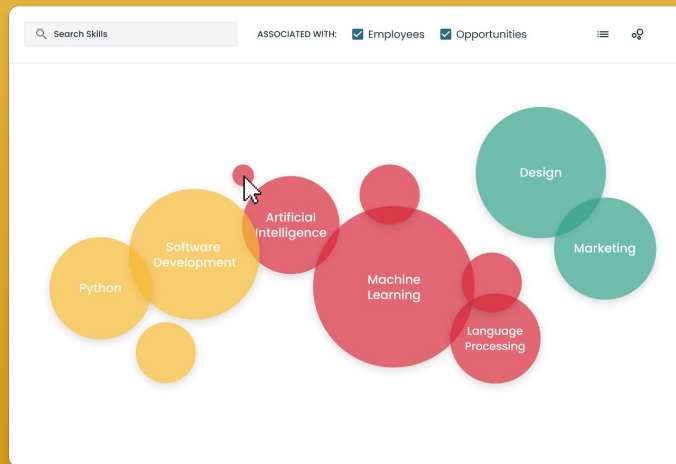 Search Skills
ASSOCIATED WITH:
Employees
Opportunities
Design
Artificial
Intelligence
Software
Development
Marketing
Python
Machine
Learning
Language
Processing